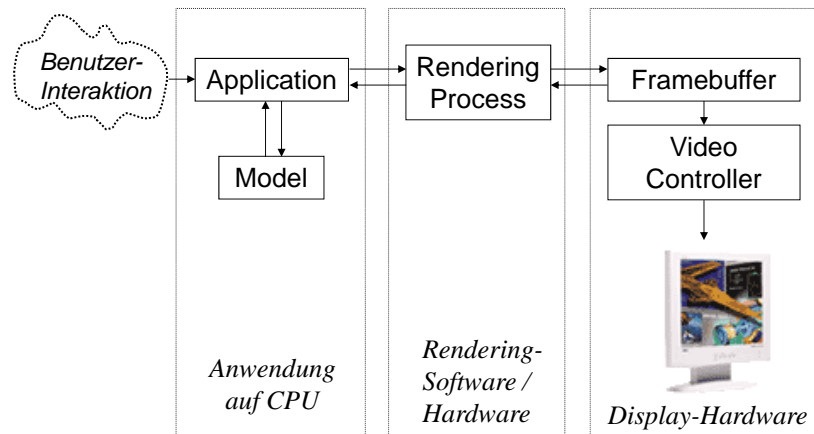 Benutzer-
Interaktion
Application
Model
Rendering
Process
Framebuffer
Video
Controller
Anwendung
auf CPU
Rendering-
Software /
Hardware
Display-Hardware